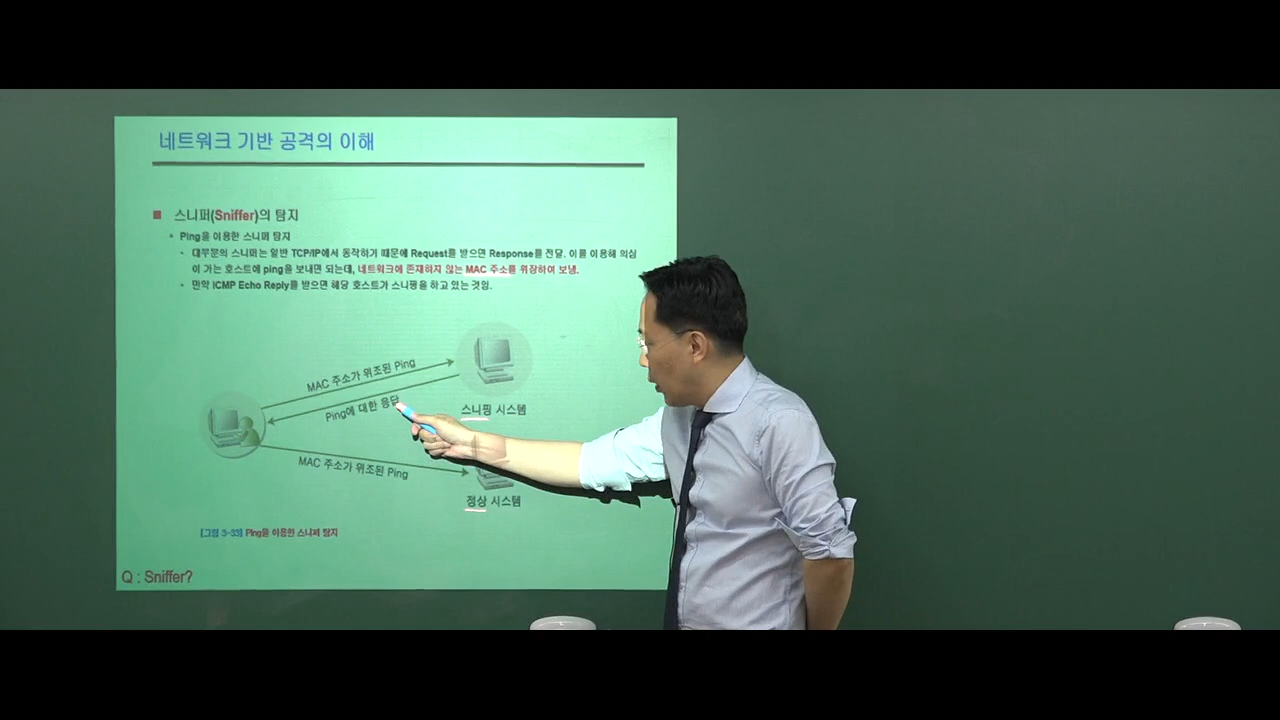 네트워크 기반 공격의 이해
스니퍼(Sniffer)의 탐지
Ping을 이용한 스니퍼 탐지
대부분의 스니퍼는 일반 TCP/IP에서 동작하기 때문에 Request를 받으면 Response를 전달. 이를 이용해 의심
이 가는 호스트에 ping을 보내면 되는데, 네트워크에 존재하지 않는 MAC 주소를 위장하여 보냄.
만약 ICMP Echo Reply를 받으면 해당 호스트가 스니핑을 하고 있는 것임.
MAC 주소가 위조된 Ping
Ping에 대한 응답
스니핑 시스템
MAC 주소가 위조된 Ping
정상 시스템
[그림 3-33] Ping을 이용한 스니퍼 탐지
Q : Sniffer?